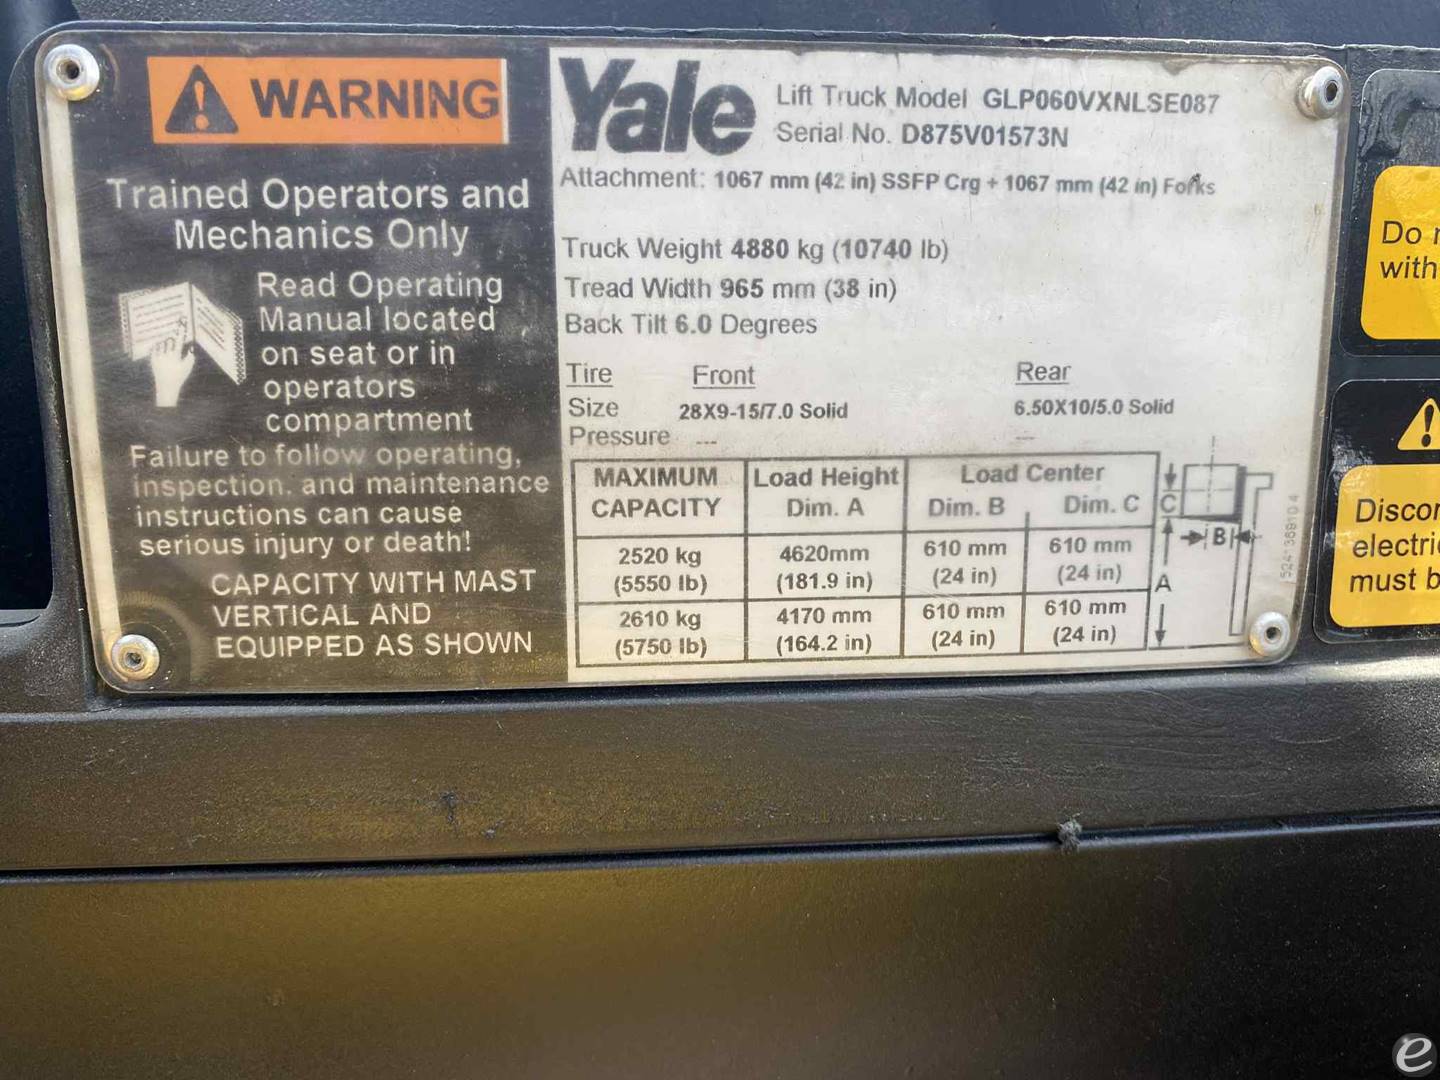 WARNING
Trained Operators and
Mechanics Only
Read Operating
Manual located
on seat or in
operators
compartment
Failure to follow operating,
inspection, and maintenance
instructions can cause
serious injury or death!
CAPACITY WITH MAST
VERTICAL AND
EQUIPPED AS SHOWN
Yale
Lift Truck Model GLP060VXNLSE087
Serial No. D875V01573N
Attachment: 1067 mm (42 in) SSFP Crg + 1067 mm (42 in) Forks
Truck Weight 4880 kg (10740 lb)
Tread Width 965 mm (38 in)
Back Tilt 6.0 Degrees
Tire Front Rear
Size 28X9-15/7.0 Solid 6.50X10/5.0 Solid
Pressure --- ---
MAXIMUM CAPACITY Load Height Dim. A Load Center Dim. B Dim. C
2520 kg 4620mm 610 mm 610 mm
(5550 lb) (181.9 in) (24 in) (24 in)
2610 kg 4170 mm 610 mm 610 mm
(5750 lb) (164.2 in) (24 in) (24 in)
C
B
A
Do
with
Discon
electri
must b
e